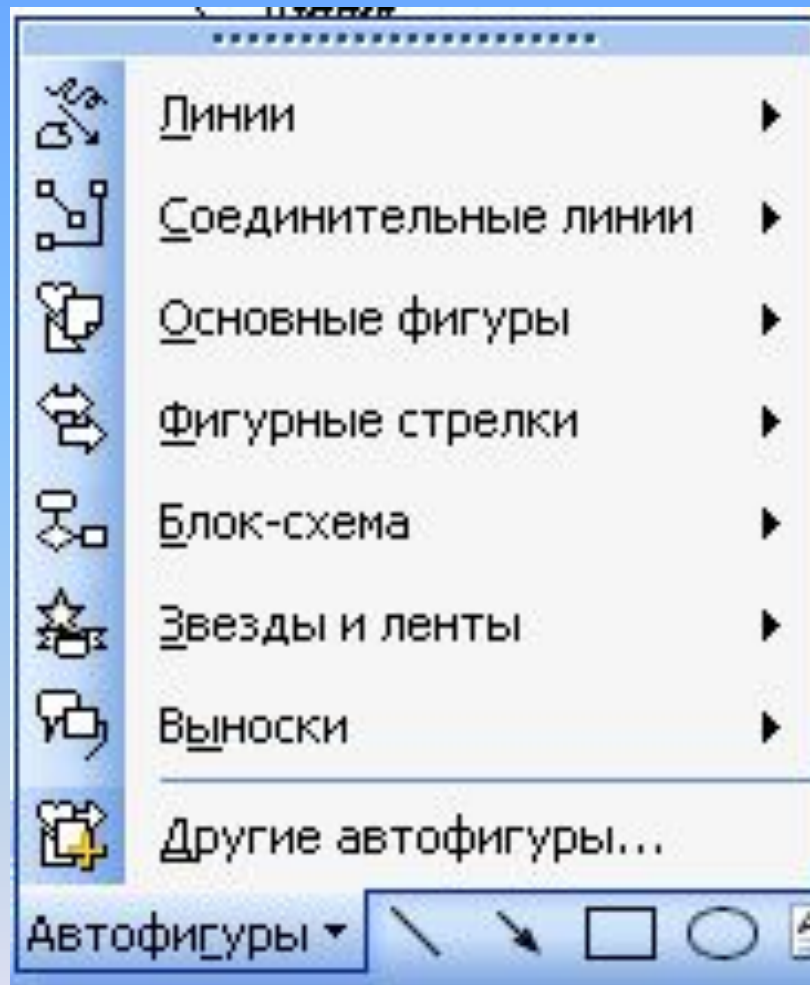 Линии
Соединительные линии
Основные фигуры
Фигурные стрелки
Блок-схема
Звезды и ленты
Выноски
Другие автофигуры...
Автофигуры